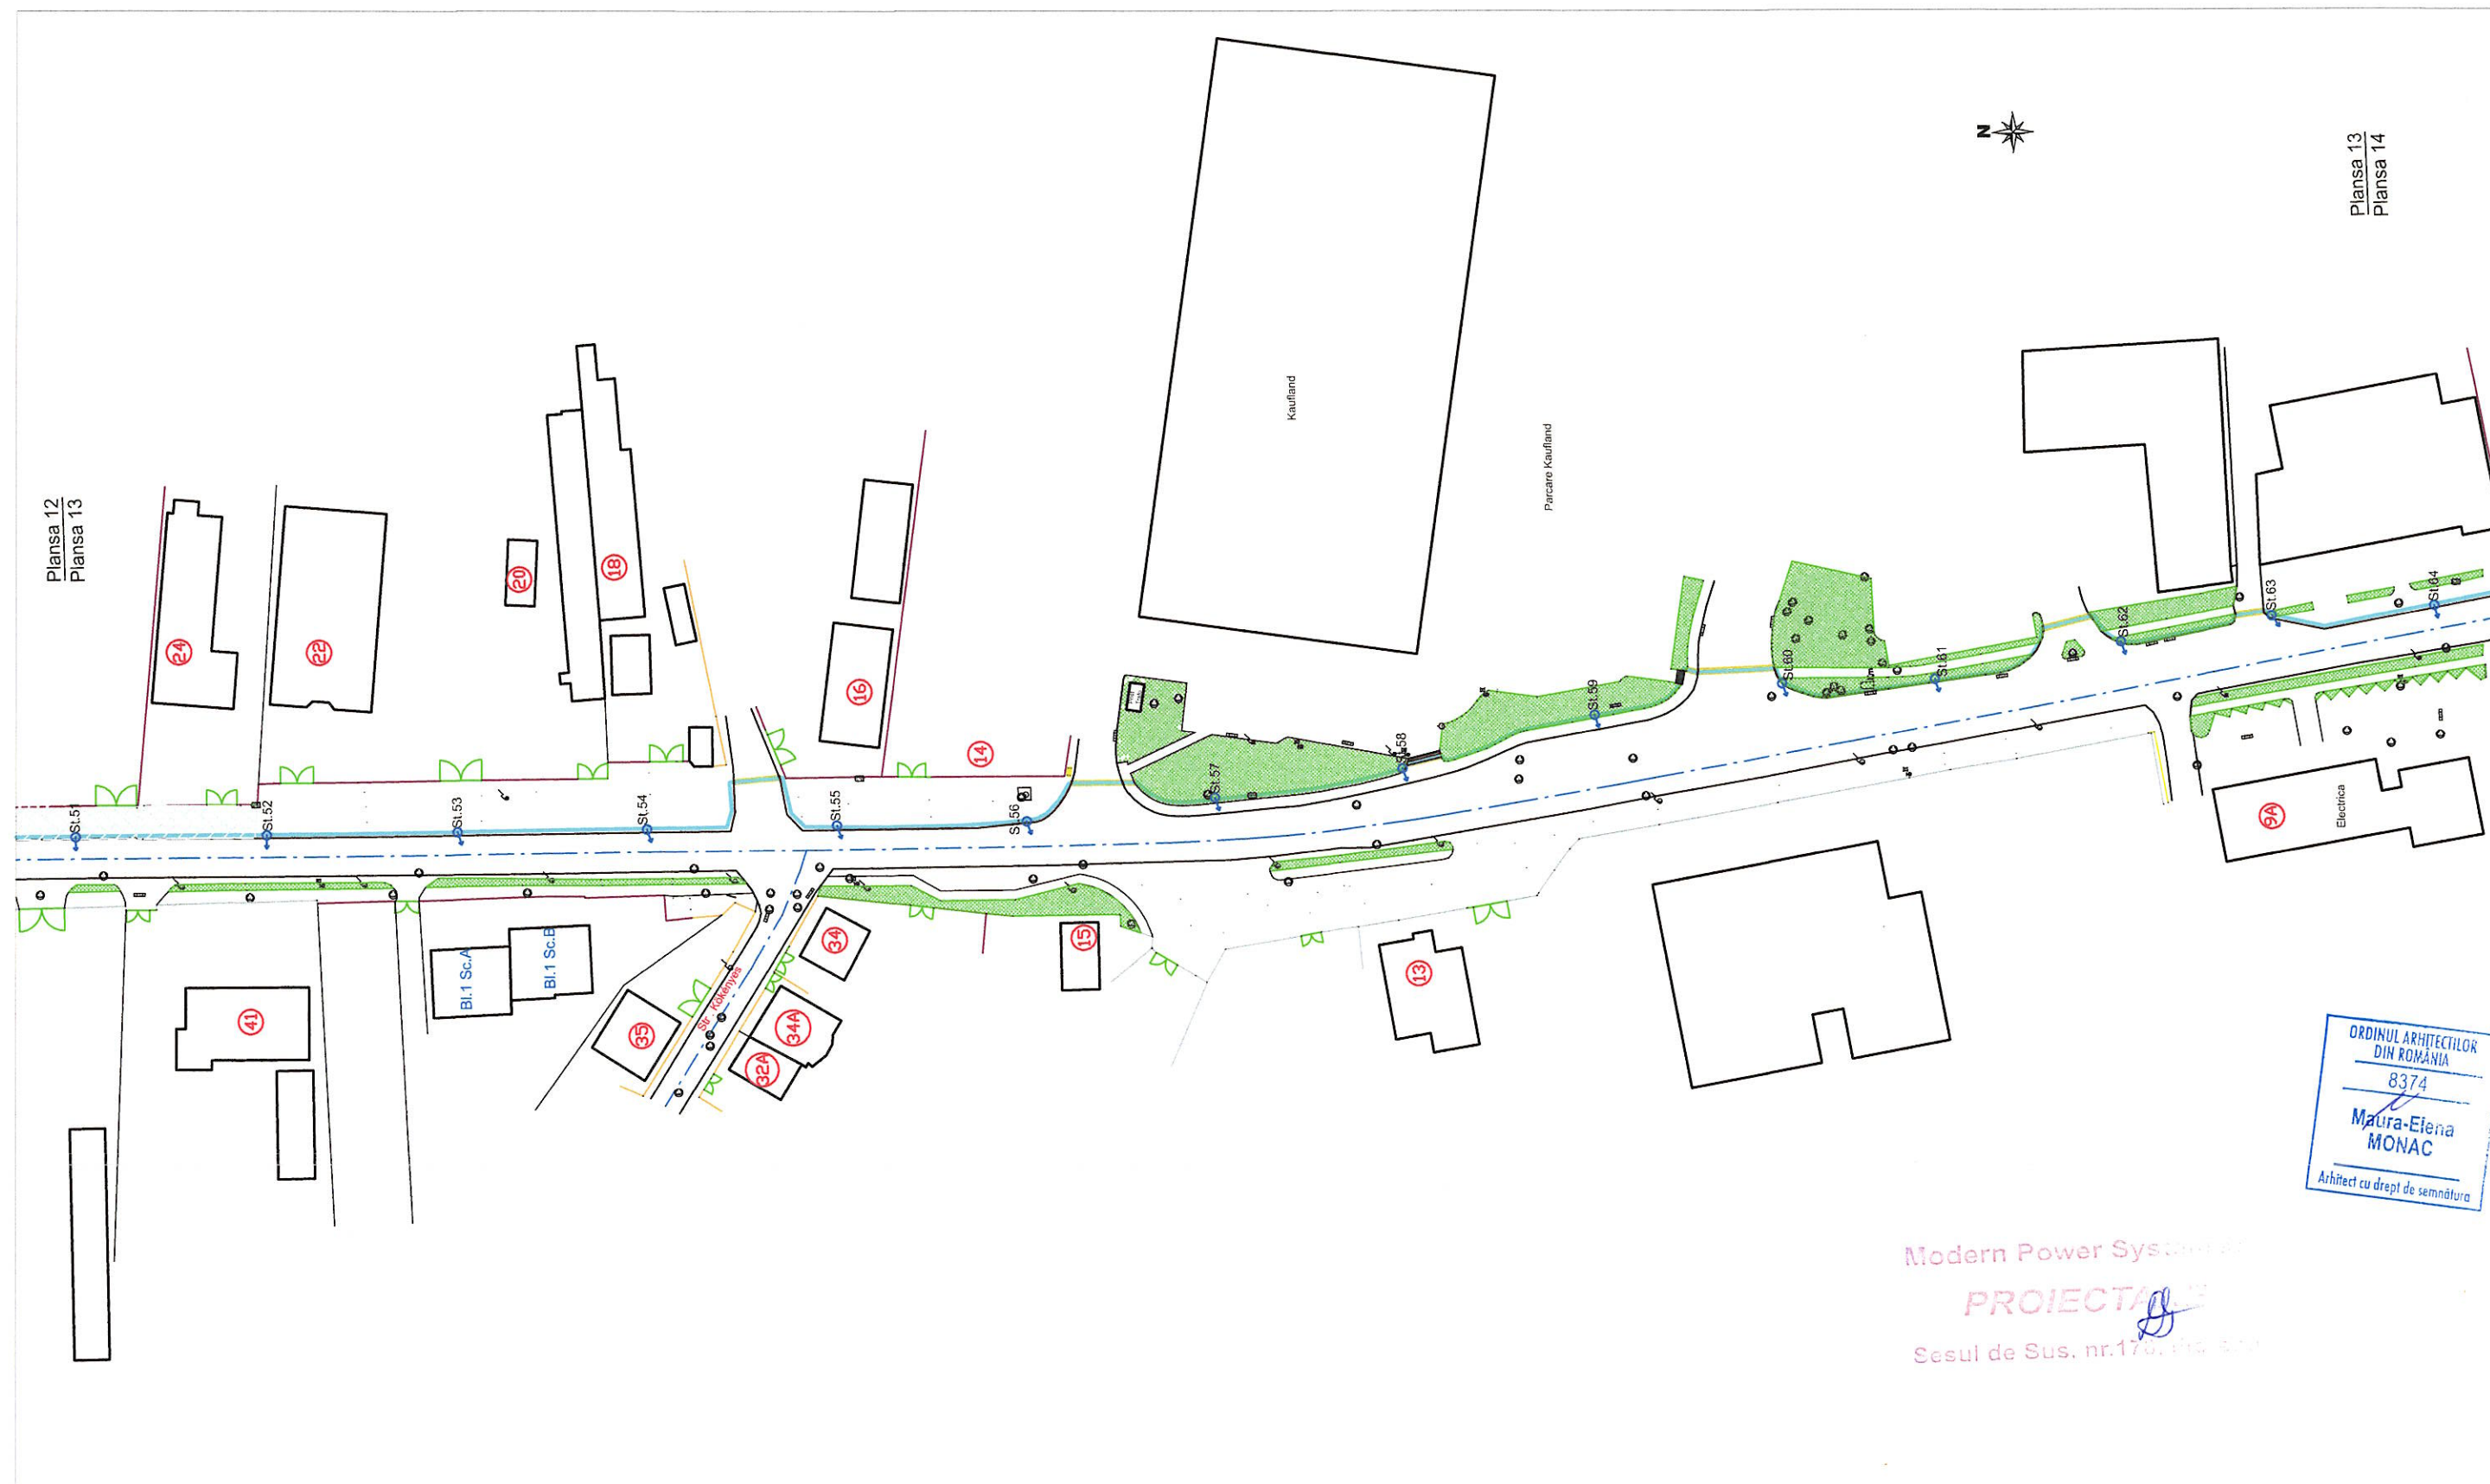 Plansa 12
Plansa 13
Plansa 13
Plansa 14
N
Kaufland
Parcare Kaufland
24
22
20
18
16
14
St.51
St.52
St.53
St.54
St.55
St.56
St.57
St.58
St.59
St.60
St.61
St.62
St.63
St.64
41
Bl.1 Sc.A
Bl.1 Sc.B
35
Str. Kökényes
34
34A
32A
15
13
9A
Electrica
ORDINUL ARHITECȚILOR
DIN ROMÂNIA
8374
Maura-Elena
MONAC
Arhitect cu drept de semnătura
Modern Power
PROIECTA
Sesul de Sus, nr.